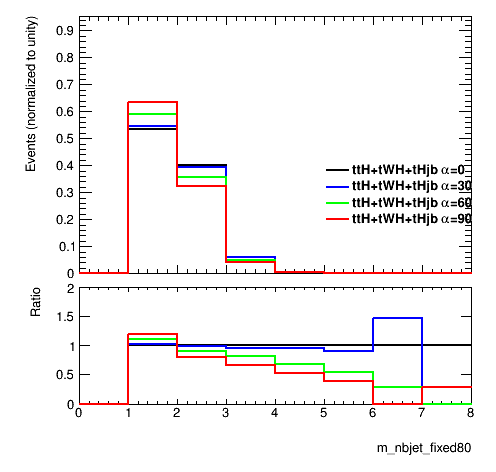 Events (normalized to unity)
0.9
0.8
0.7
0.6
0.5
0.4
0.3
0.2
0.1
0
ttH+tWH+tHjb α=0
ttH+tWH+tHjb α=30
ttH+tWH+tHjb α=60
ttH+tWH+tHjb α=90
Ratio
2
1.5
1
0.5
0
0 1 2 3 4 5 6 7 8
m_nbjet_fixed80